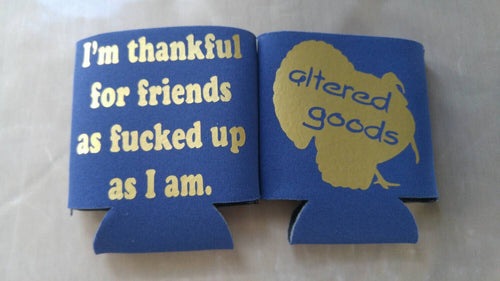 I'm thankful
for friends
as fucked up
as I am.
altered
goods